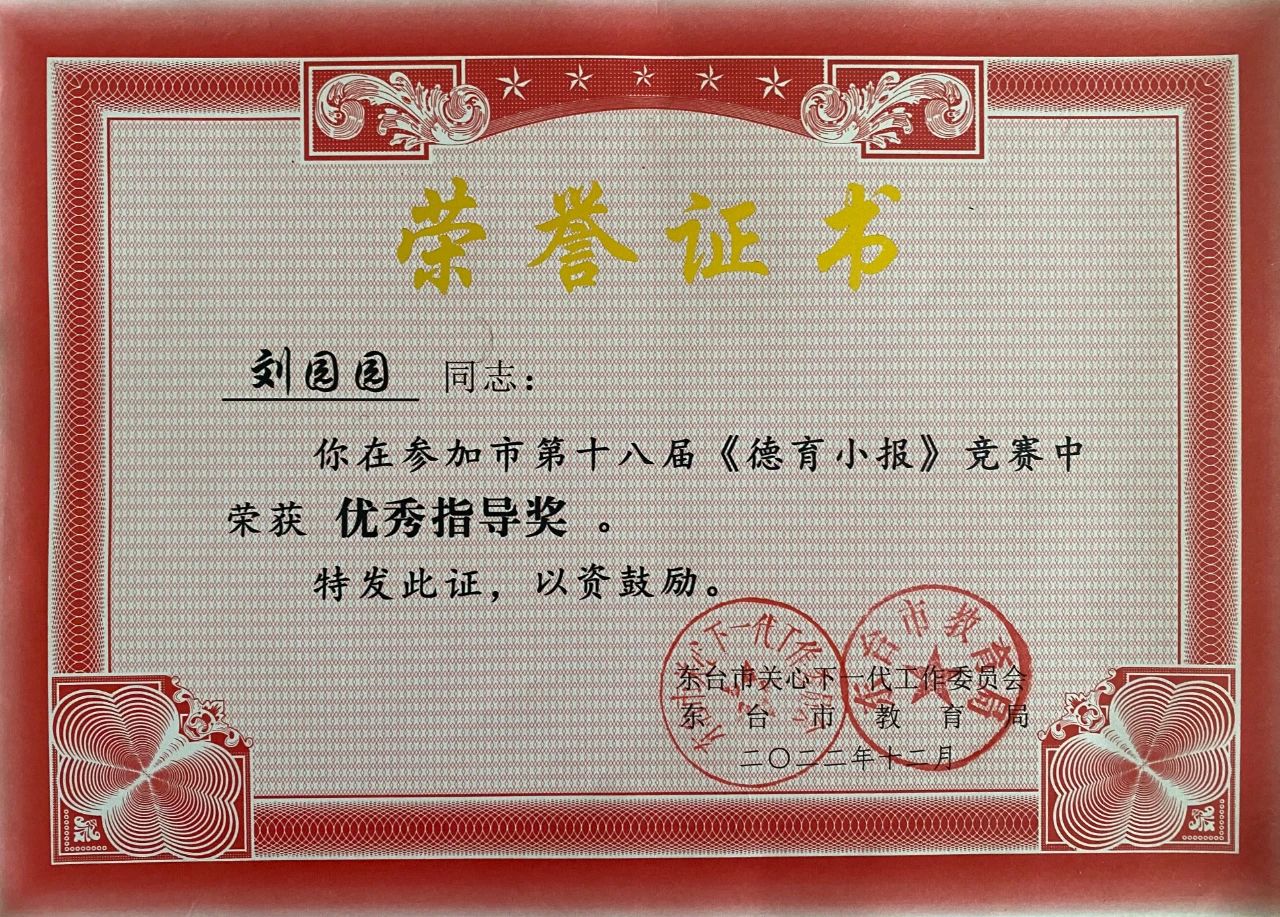 荣誉证书
刘园园 同志：
你在参加市第十八届《德育小报》竞赛中
荣获 优秀指导奖 。
特发此证，以资鼓励。
东台市关心下一代工作委员会
东台市教育局
二〇二二年十二月